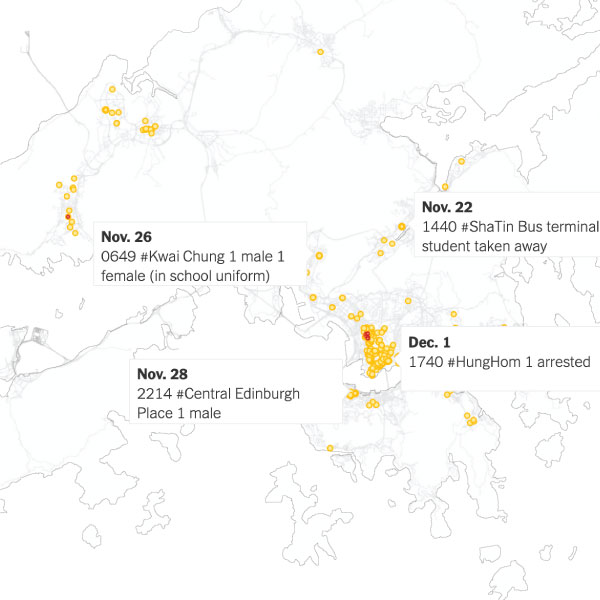 Nov. 22
1440 #ShaTin Bus terminal
student taken away
Nov. 26
0649 #Kwai Chung 1 male 1
female (in school uniform)
Dec. 1
1740 #HungHom 1 arrested
Nov. 28
2214 #Central Edinburgh
Place 1 male